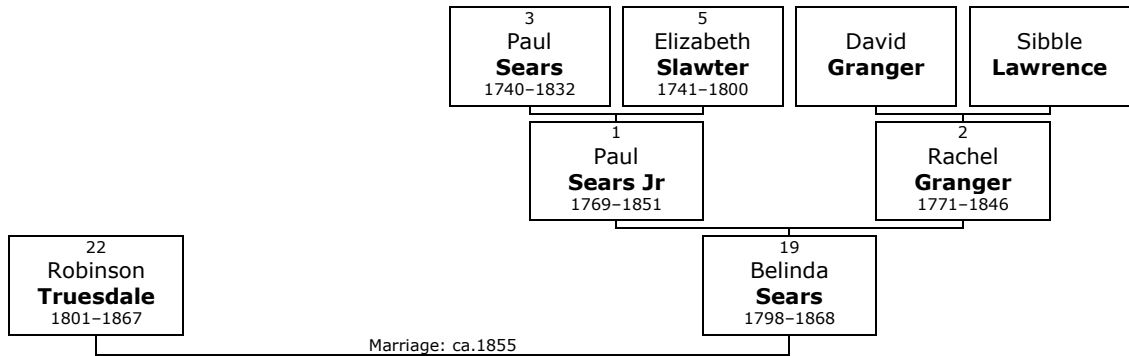 3
Paul
Sears
1740–1832
5
Elizabeth
Slawter
1741–1800
David
Granger
Sibble
Lawrence
1
Paul
Sears Jr
1769–1851
2
Rachel
Granger
1771–1846
22
Robinson
Truesdale
1801–1867
19
Belinda
Sears
1798–1868
Marriage: ca.1855